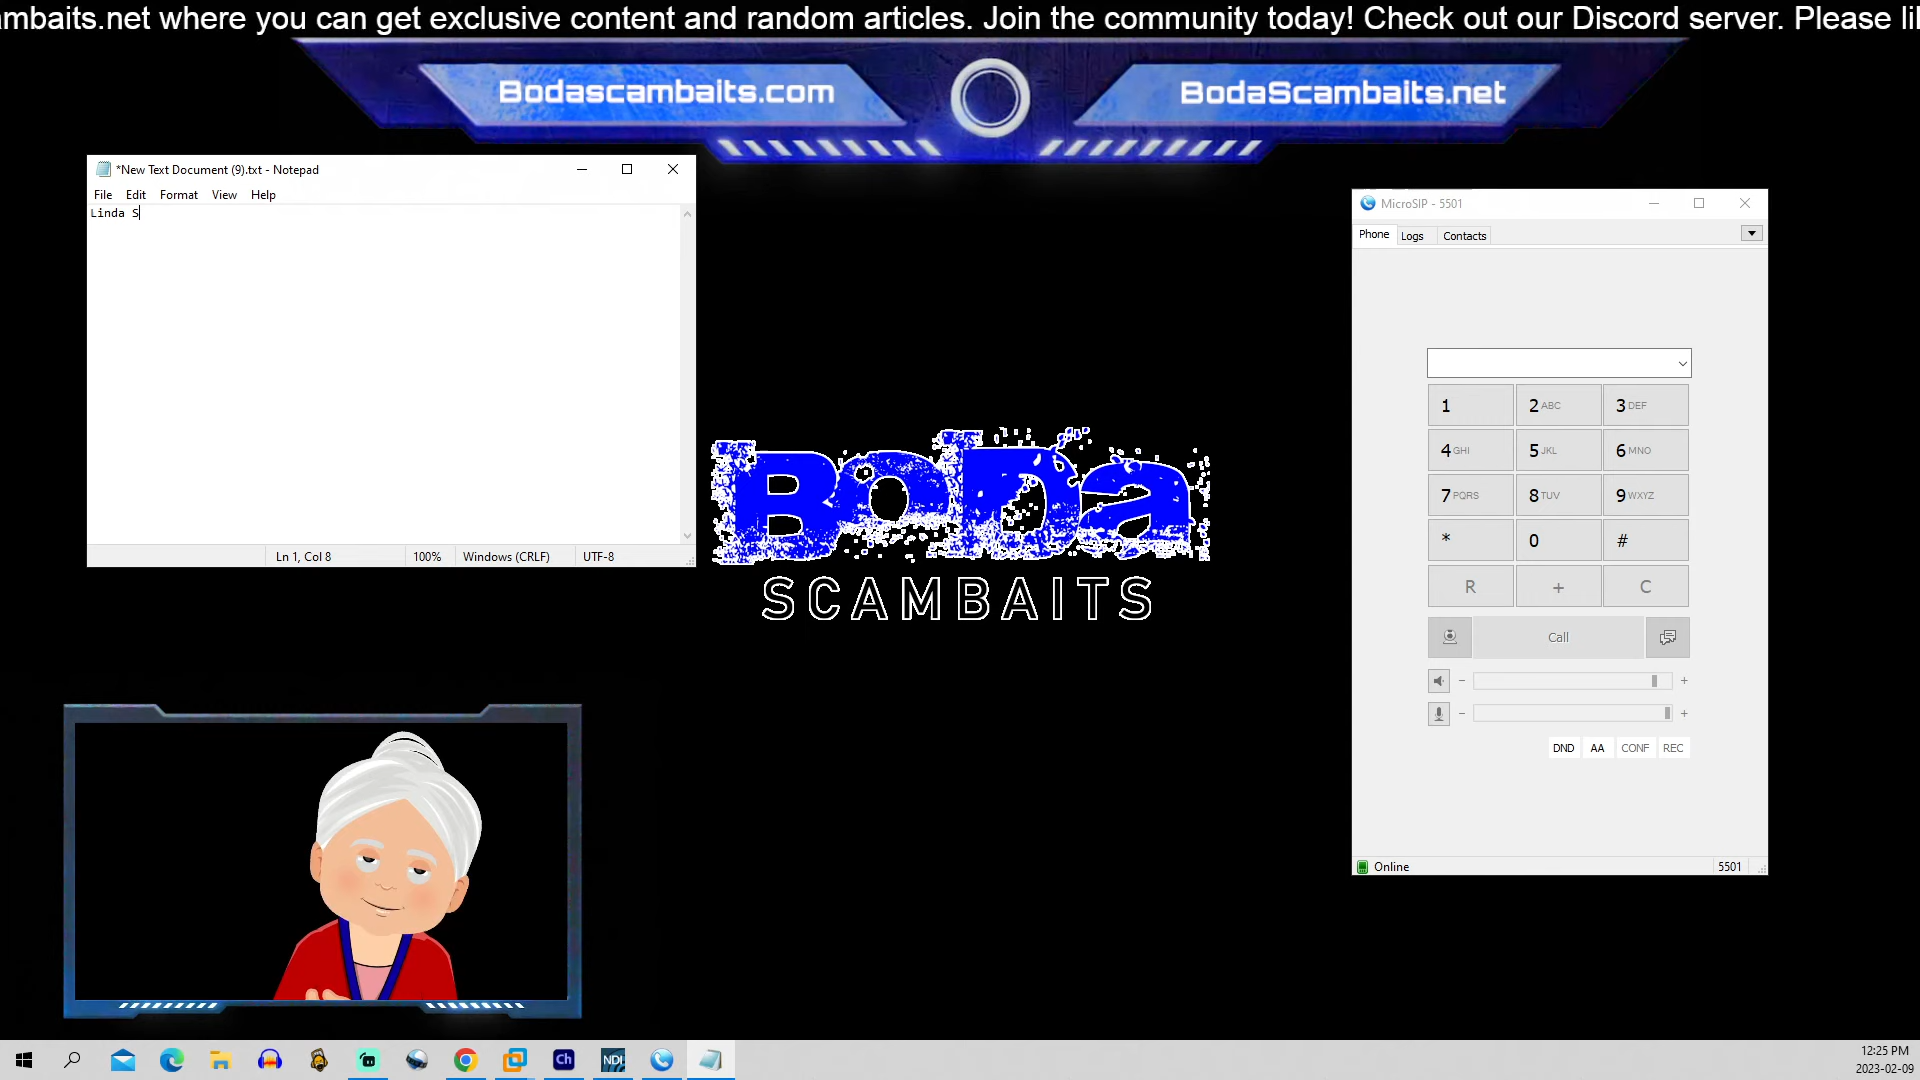 mbaits.net where you can get exclusive content and random articles. Join the community today! Check out our Discord server. Please li
Bodascambaits.com
BodaScambaits.net
*New Text Document (9).txt - Notepad
File Edit Format View Help
Linda S
Ln 1, Col 8 100% Windows (CRLF) UTF-8
BoDa
SCAMBAITS
MicroSIP - 5501
Phone Logs Contacts
1 2 ABC 3 DEF
4 GHI 5 JKL 6 MNO
7 PQRS 8 TUV 9 WXYZ
* 0 #
R + C
Call
- +
- +
DND AA CONF REC
Online 5501
Ch NDI
12:25 PM
2023-02-09